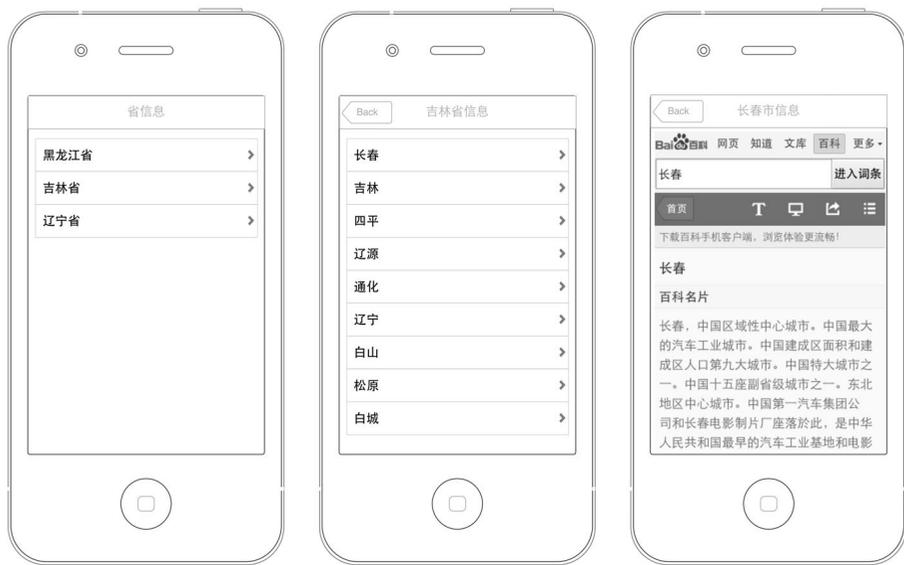 省信息
黑龙江省
吉林省
辽宁省
Back
吉林省信息
长春
吉林
四平
辽源
通化
辽宁
白山
松原
白城
Back
长春市信息
Bai百科 网页 知道 文库 百科 更多
长春 进入词条
首页 T
下载百科手机客户端，浏览体验更流畅！
长春
百科名片
长春，中国区域性中心城市。中国最大
的汽车工业城市。中国建成区面积和建
成区人口第九大城市。中国特大城市之
一。中国十五座副省级城市之一。东北
地区中心城市。中国第一汽车集团公
司和长春电影制片厂座落於此，是中华
人民共和国最早的汽车工业基地和电影